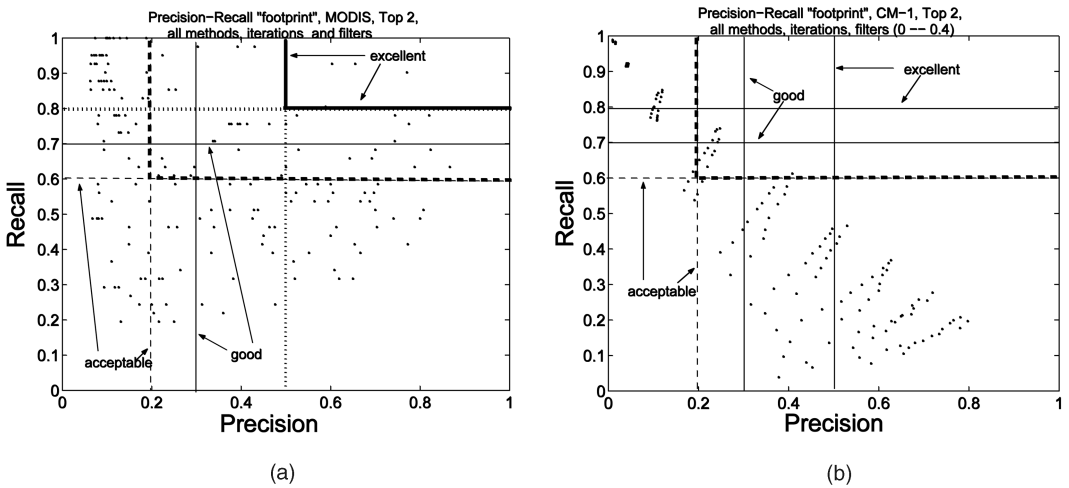 Precision-Recall "footprint", MODIS, Top 2,
all methods, iterations and filters
1
0.9
0.8
0.7
0.6
0.5
0.4
0.3
0.2
0.1
0
Recall
excellent
acceptable
good
0
0.2
0.4
0.6
0.8
1
Precision
(a)
Precision-Recall "footprint", CM-1, Top 2,
all methods, iterations, filters (0 -- 0.4)
1
0.9
0.8
0.7
0.6
0.5
0.4
0.3
0.2
0.1
0
Recall
excellent
good
acceptable
0
0.2
0.4
0.6
0.8
1
Precision
(b)